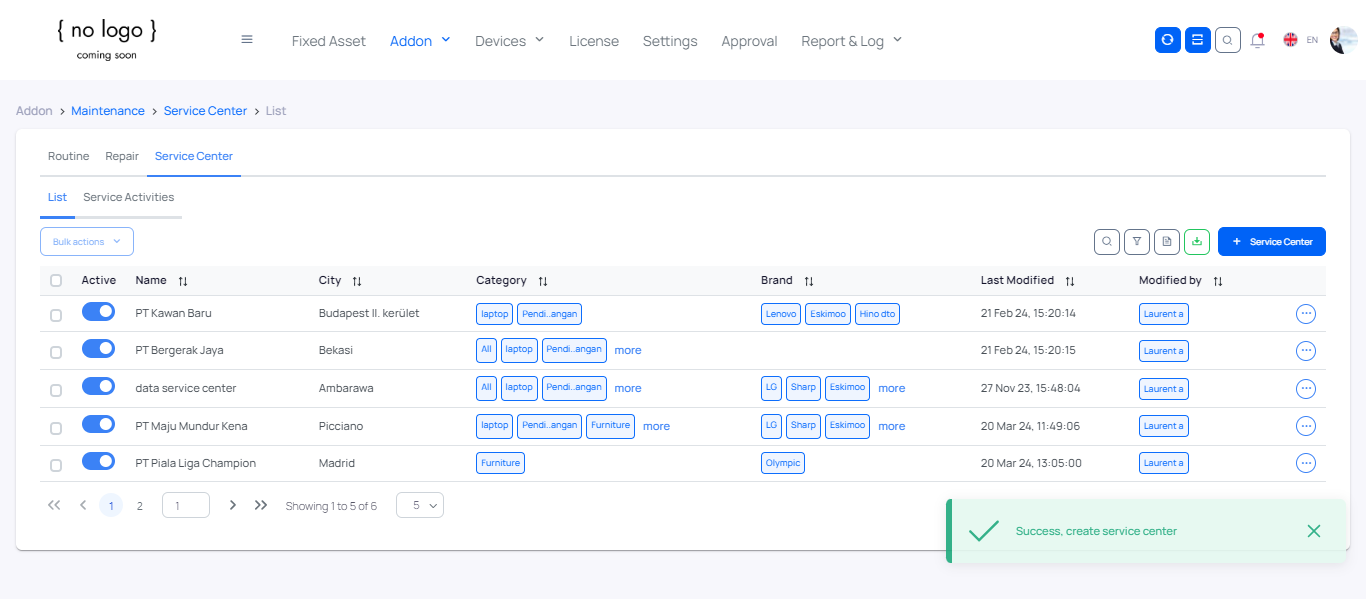 { no logo }
coming soon
Fixed Asset Addon Devices License Settings Approval Report & Log EN
Addon > Maintenance > Service Center > List
Routine Repair Service Center
List Service Activities
Bulk actions + Service Center
Active Name City Category Brand Last Modified Modified by
PT Kawan Baru Budapest II. kerület laptop Pendi..angan Lenovo Eskimoo Hino dto 21 Feb 24, 15:20:14 Laurent a
PT Bergerak Jaya Bekasi All laptop Pendi..angan more 21 Feb 24, 15:20:15 Laurent a
data service center Ambarawa All laptop Pendi..angan more LG Sharp Eskimoo more 27 Nov 23, 15:48:04 Laurent a
PT Maju Mundur Kena Picciano laptop Pendi..angan Furniture more LG Sharp Eskimoo more 20 Mar 24, 11:49:06 Laurent a
PT Piala Liga Champion Madrid Furniture Olympic 20 Mar 24, 13:05:00 Laurent a
1 2 1 Showing 1 to 5 of 6 5
Success, create service center